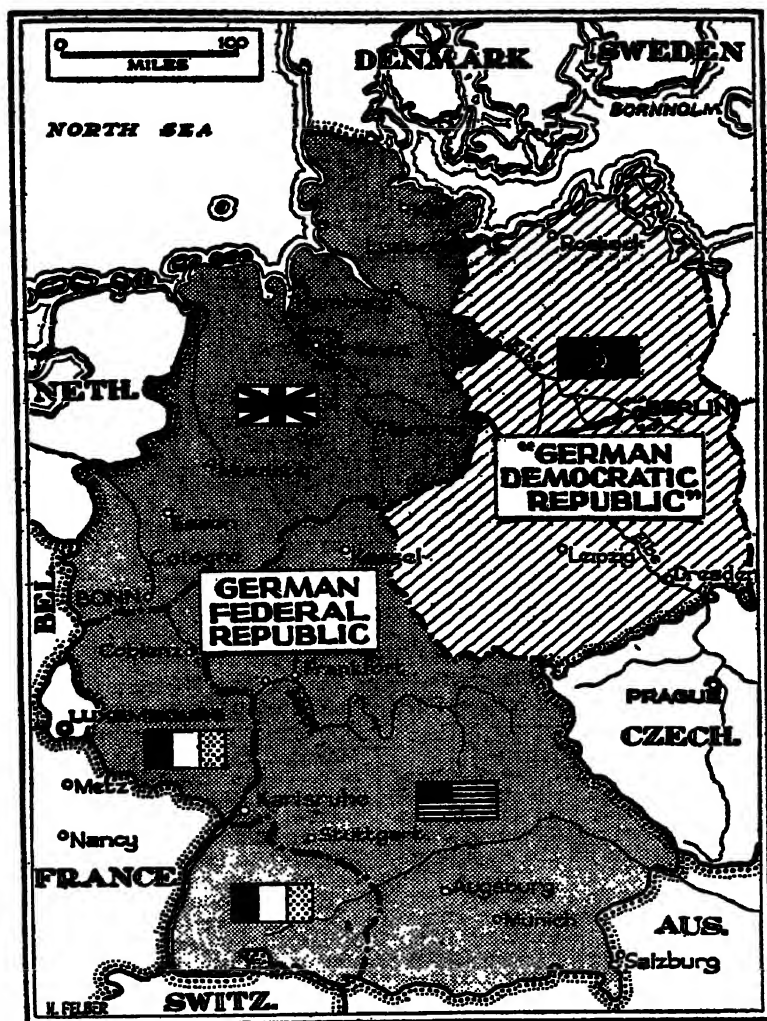 0 100
MILES
DENMARK
SWEDEN
BORNHOLM
NORTH SEA
Rostock
NETH.
BERLIN
"GERMAN
DEMOCRATIC
REPUBLIC"
Essen
Cologne
Kassel
Leipzig
Dresden
BEL.
BONN
GERMAN
FEDERAL
REPUBLIC
Coblenz
Frankfort
LUXEMBOURG
PRAGUE
CZECH.
Metz
Karlsruhe
Nancy
Stuttgart
FRANCE
Augsburg
Munich
AUS.
Salzburg
H. FELBER
SWITZ.